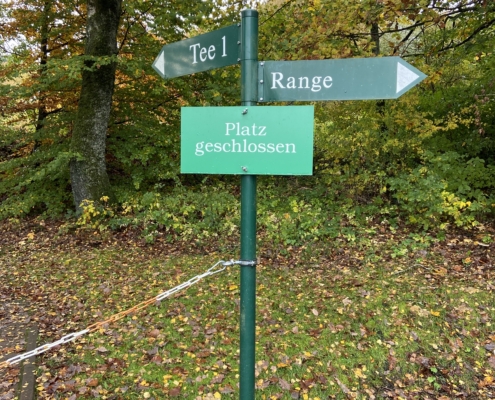 Tee 1
Range
Platz
geschlossen